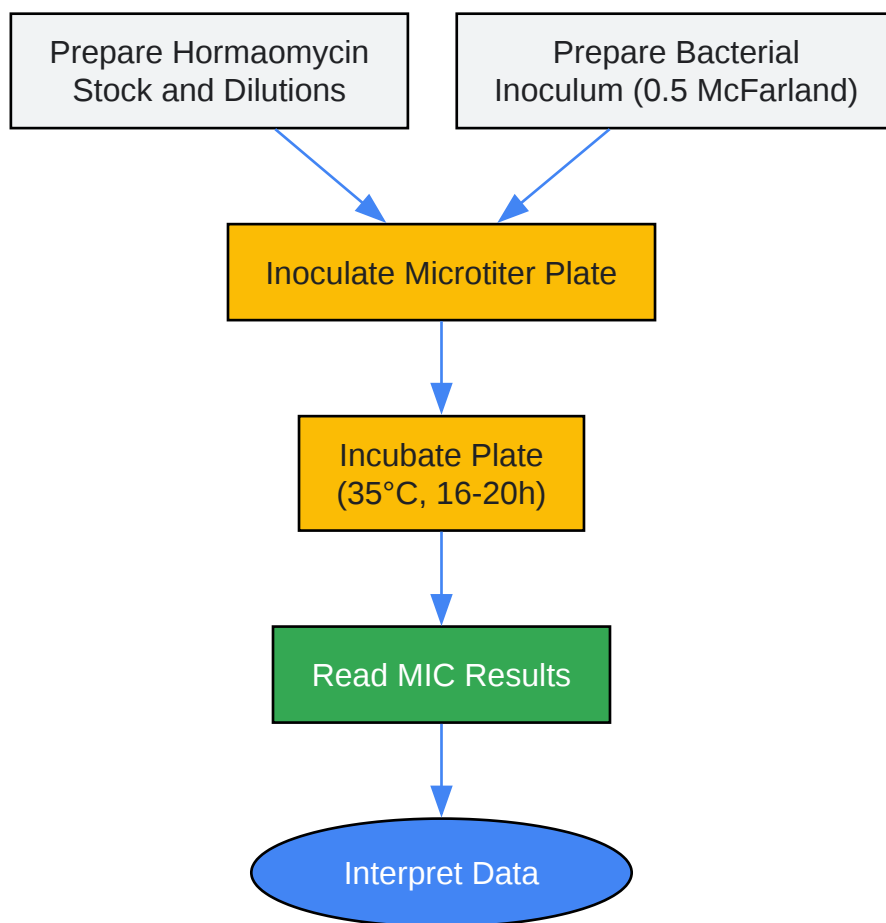 Prepare Hormaomycin
Stock and Dilutions
Prepare Bacterial
Inoculum (0.5 McFarland)
Inoculate Microtiter Plate
Incubate Plate
(35°C, 16-20h)
Read MIC Results
Interpret Data